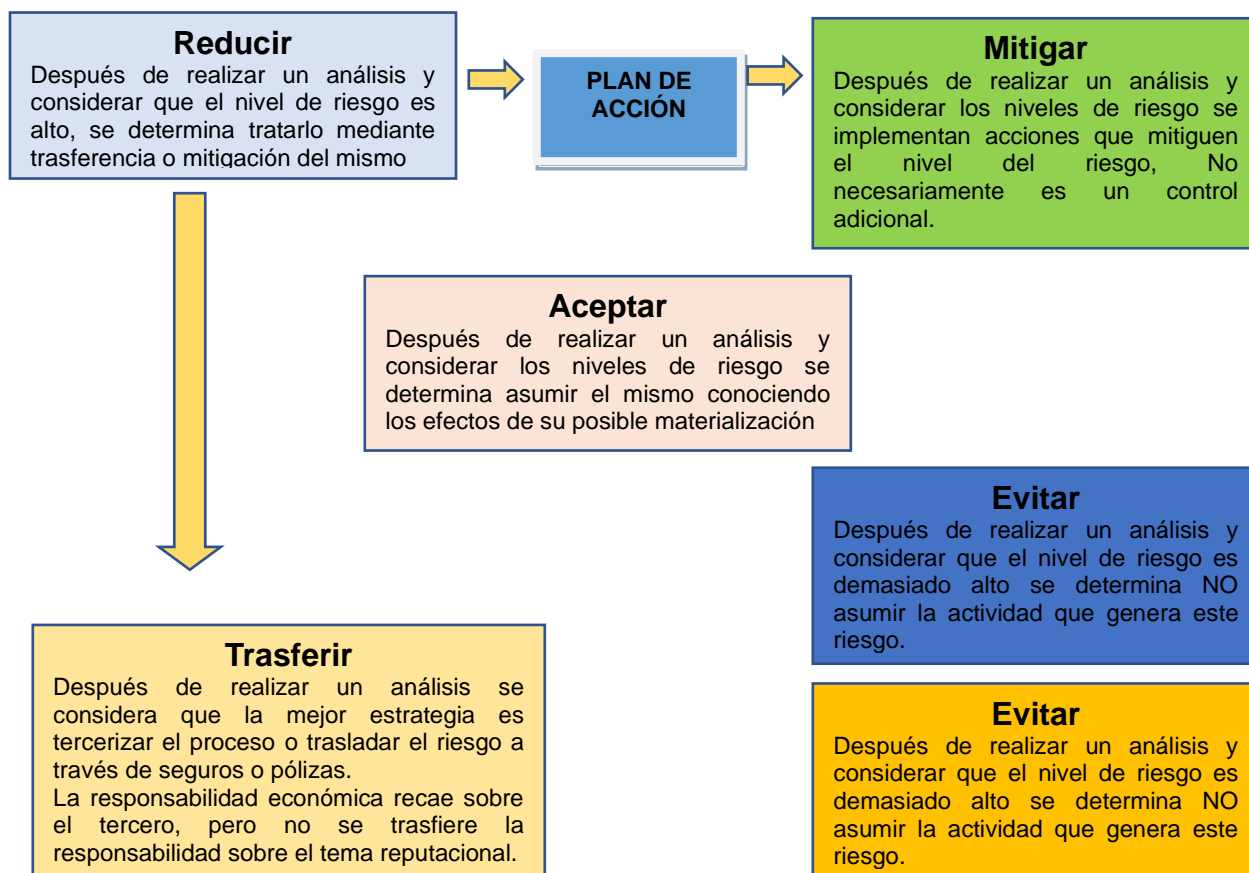 Reducir
Después de realizar un análisis y
considerar que el nivel de riesgo es
alto, se determina tratarlo mediante
trasferencia o mitigación del mismo
PLAN DE
ACCIÓN
Mitigar
Después de realizar un análisis y
considerar los niveles de riesgo se
implementan acciones que mitiguen
el nivel del riesgo, No
necesariamente es un control
adicional.
Aceptar
Después de realizar un análisis y
considerar los niveles de riesgo se
determina asumir el mismo conociendo
los efectos de su posible materialización
Evitar
Después de realizar un análisis y
considerar que el nivel de riesgo es
demasiado alto se determina NO
asumir la actividad que genera este
riesgo.
Trasferir
Después de realizar un análisis se
considera que la mejor estrategia es
tercerizar el proceso o trasladar el riesgo a
través de seguros o pólizas.
La responsabilidad económica recae sobre
el tercero, pero no se trasfiere la
responsabilidad sobre el tema reputacional.
Evitar
Después de realizar un análisis y
considerar que el nivel de riesgo es
demasiado alto se determina NO
asumir la actividad que genera este
riesgo.